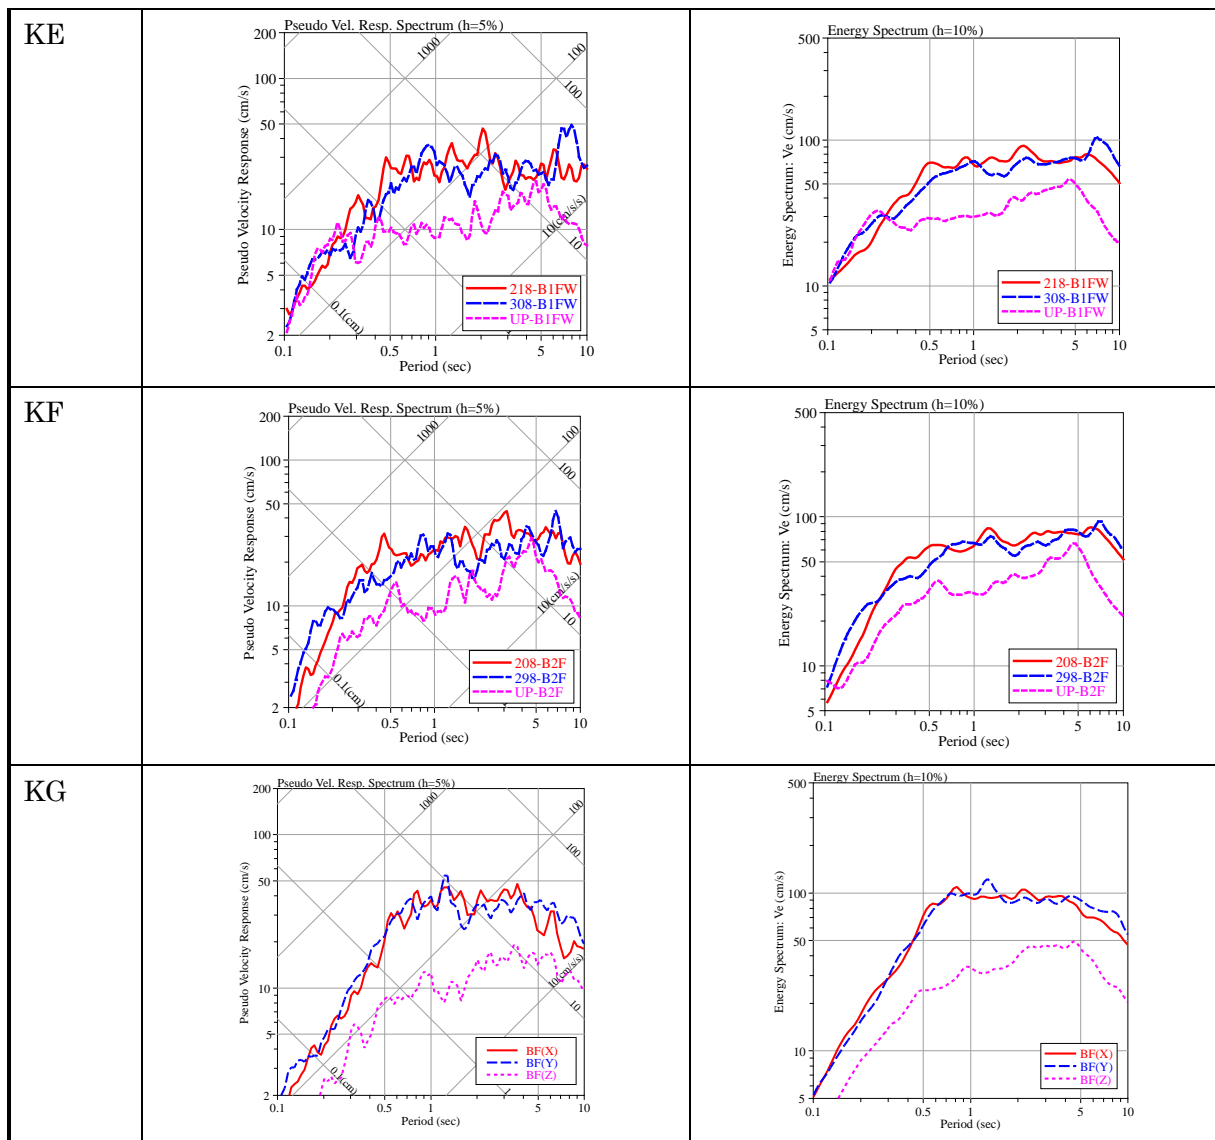 KE
Pseudo Vel. Resp. Spectrum (h=5%)
200
100
50
20
10
5
2
0.1
0.5
1
5
10
Pseudo Velocity Response (cm/s)
Period (sec)
1000
100
100
10(cm/s/s)
10
0.1(cm)
218-B1FW
308-B1FW
UP-B1FW
Energy Spectrum (h=10%)
500
100
50
10
5
0.1
0.5
1
5
10
Energy Spectrum: Ve (cm/s)
Period (sec)
218-B1FW
308-B1FW
UP-B1FW
KF
Pseudo Vel. Resp. Spectrum (h=5%)
200
100
50
10
5
2
0.1
0.5
1
5
10
Pseudo Velocity Response (cm/s)
Period (sec)
1000
100
100
10(cm/s/s)
10
0.1(cm)
208-B2F
298-B2F
UP-B2F
Energy Spectrum (h=10%)
500
100
50
10
5
0.1
0.5
1
5
10
Energy Spectrum: Ve (cm/s)
Period (sec)
208-B2F
298-B2F
UP-B2F
KG
Pseudo Vel. Resp. Spectrum (h=5%)
200
100
50
10
5
2
0.1
0.5
1
5
10
Pseudo Velocity Response (cm/s)
Period (sec)
1000
100
100
10(cm/s/s)
10
0.1(cm)
1
BF(X)
BF(Y)
BF(Z)
Energy Spectrum (h=10%)
500
100
50
10
5
0.1
0.5
1
5
10
Energy Spectrum: Ve (cm/s)
Period (sec)
BF(X)
BF(Y)
BF(Z)